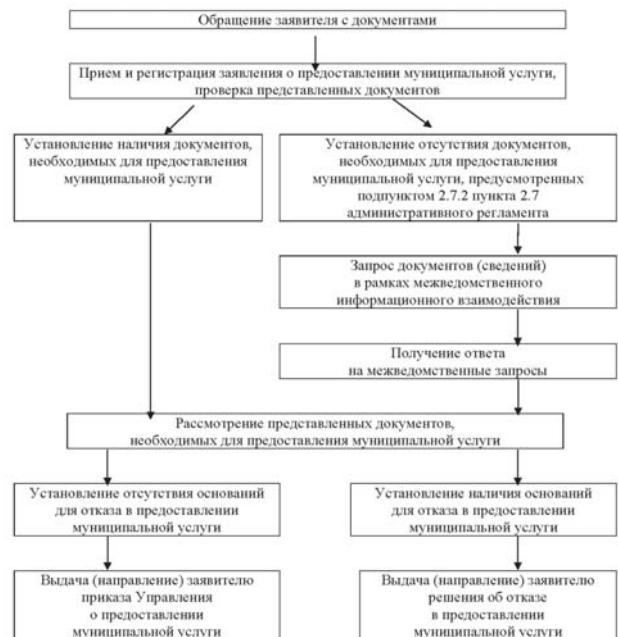 Обращение заявителя с документами
Прием и регистрация заявления о предоставлении муниципальной услуги,
проверка представленных документов
Установление наличия документов,
необходимых для предоставления
муниципальной услуги
Установление отсутствия документов,
необходимых для предоставления
муниципальной услуги, предусмотренных
подпунктом 2.7.2 пункта 2.7
административного регламента
Запрос документов (сведений)
в рамках межведомственного
информационного взаимодействия
Получение ответа
на межведомственные запросы
Рассмотрение представленных документов,
необходимых для предоставления муниципальной услуги
Установление отсутствия оснований
для отказа в предоставлении
муниципальной услуги
Установление наличия оснований
для отказа в предоставлении
муниципальной услуги
Выдача (направление) заявителю
приказа Управления
о предоставлении
муниципальной услуги
Выдача (направление) заявителю
решения об отказе
в предоставлении
муниципальной услуги